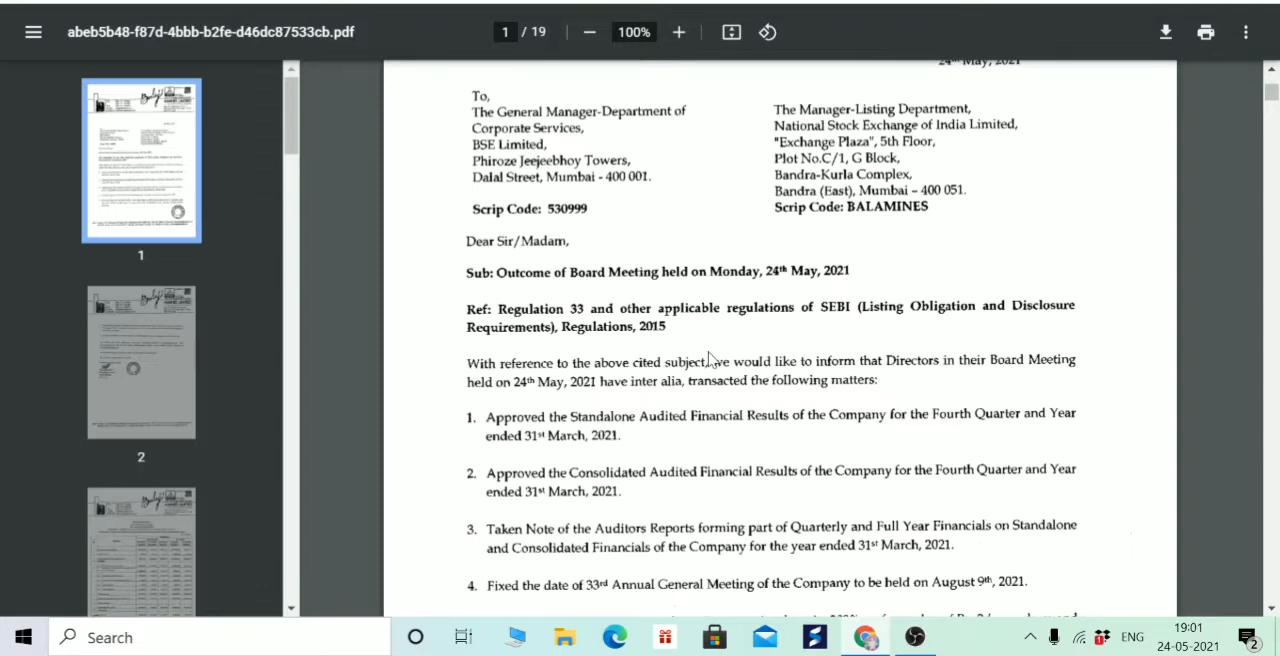 abeb5b48-f87d-4bbb-b2fe-d46dc87533cb.pdf
1 / 19
100%
24th May, 2021
To,
The General Manager-Department of
Corporate Services,
BSE Limited,
Phiroze Jeejeebhoy Towers,
Dalal Street, Mumbai - 400 001.
Scrip Code: 530999
The Manager-Listing Department,
National Stock Exchange of India Limited,
"Exchange Plaza", 5th Floor,
Plot No.C/1, G Block,
Bandra-Kurla Complex,
Bandra (East), Mumbai – 400 051.
Scrip Code: BALAMINES
Dear Sir/Madam,
Sub: Outcome of Board Meeting held on Monday, 24th May, 2021
Ref: Regulation 33 and other applicable regulations of SEBI (Listing Obligation and Disclosure
Requirements), Regulations, 2015
With reference to the above cited subject, we would like to inform that Directors in their Board Meeting
held on 24th May, 2021 have inter alia, transacted the following matters:
1. Approved the Standalone Audited Financial Results of the Company for the Fourth Quarter and Year
ended 31st March, 2021.
2. Approved the Consolidated Audited Financial Results of the Company for the Fourth Quarter and Year
ended 31st March, 2021.
3. Taken Note of the Auditors Reports forming part of Quarterly and Full Year Financials on Standalone
and Consolidated Financials of the Company for the year ended 31st March, 2021.
4. Fixed the date of 33rd Annual General Meeting of the Company to be held on August 9th, 2021.
1
2
Search
ENG
19:01
24-05-2021
2